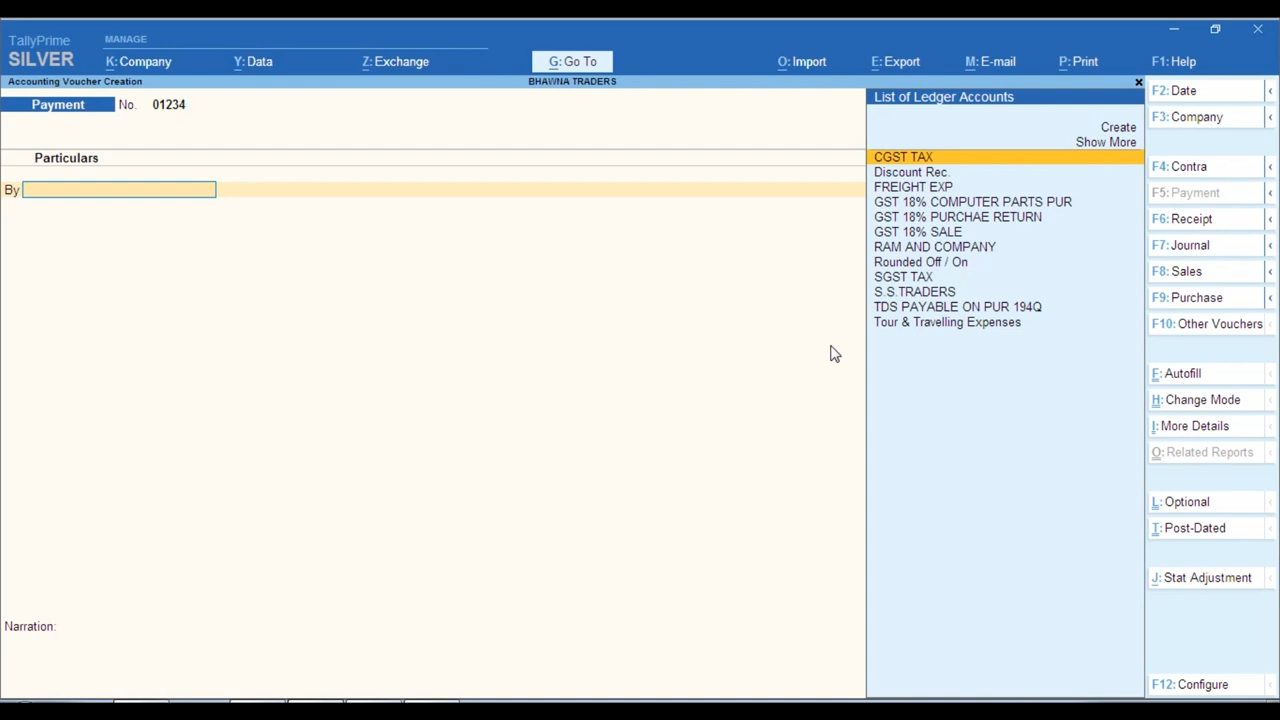 TallyPrime
SILVER
MANAGE
K: Company
Y: Data
Z: Exchange
G: Go To
O: Import
E: Export
M: E-mail
P: Print
F1: Help
Accounting Voucher Creation
BHAWNA TRADERS
Payment No. 01234
Particulars
By
Narration:
List of Ledger Accounts
Create
Show More
CGST TAX
Discount Rec.
FREIGHT EXP
GST 18% COMPUTER PARTS PUR
GST 18% PURCHAE RETURN
GST 18% SALE
RAM AND COMPANY
Rounded Off / On
SGST TAX
S.S.TRADERS
TDS PAYABLE ON PUR 194Q
Tour & Travelling Expenses
F2: Date
F3: Company
F4: Contra
F5: Payment
F6: Receipt
F7: Journal
F8: Sales
F9: Purchase
F10: Other Vouchers
F: Autofill
H: Change Mode
I: More Details
O: Related Reports
L: Optional
T: Post-Dated
J: Stat Adjustment
F12: Configure